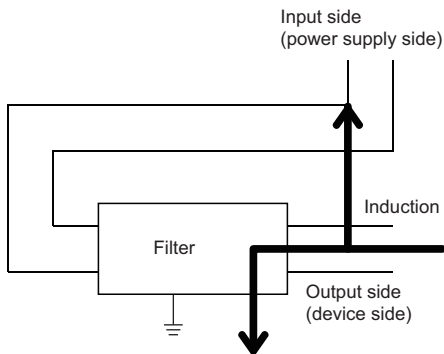 Input side
(power supply side)
Induction
Filter
Output side
(device side)